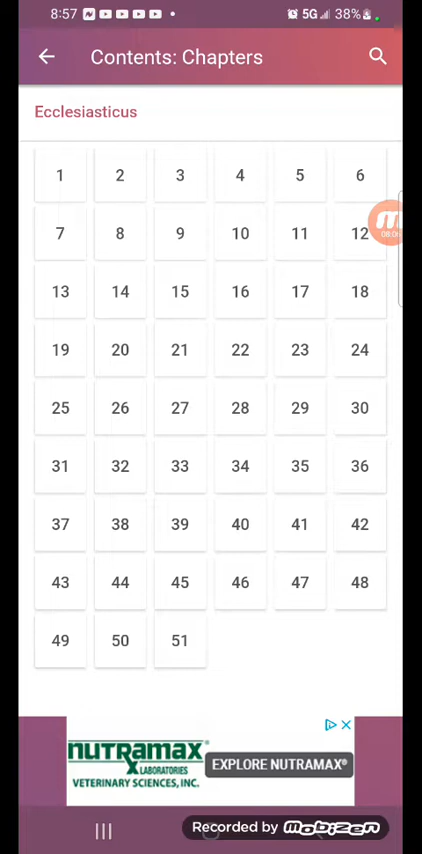 8:57 5G 38%
Contents: Chapters
Ecclesiasticus
1 2 3 4 5 6
7 8 9 10 11 12
13 14 15 16 17 18
19 20 21 22 23 24
25 26 27 28 29 30
31 32 33 34 35 36
37 38 39 40 41 42
43 44 45 46 47 48
49 50 51
NUTRAMAX®
LABORATORIES
VETERINARY SCIENCES, INC.
EXPLORE NUTRAMAX®
Recorded by MOBIZEN